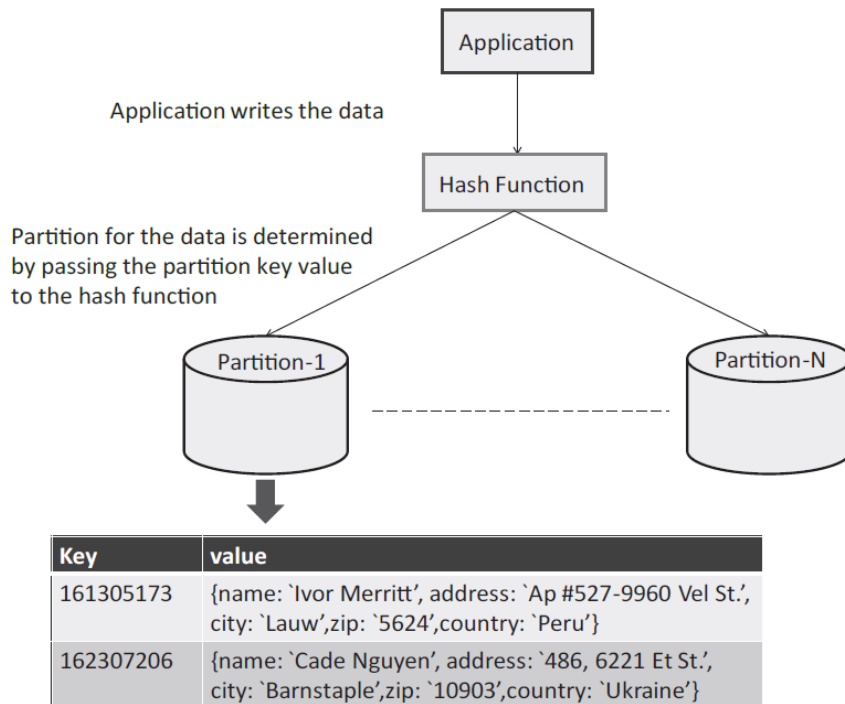 Application
Application writes the data
Hash Function
Partition for the data is determined
by passing the partition key value
to the hash function
Partition-1
Partition-N
Key value
161305173 {name: `Ivor Merritt’, address: `Ap #527-9960 Vel St.’,
city: `Lauw’,zip: `5624’,country: `Peru’}
162307206 {name: `Cade Nguyen’, address: `486, 6221 Et St.’,
city: `Barnstaple’,zip: `10903’,country: `Ukraine’}